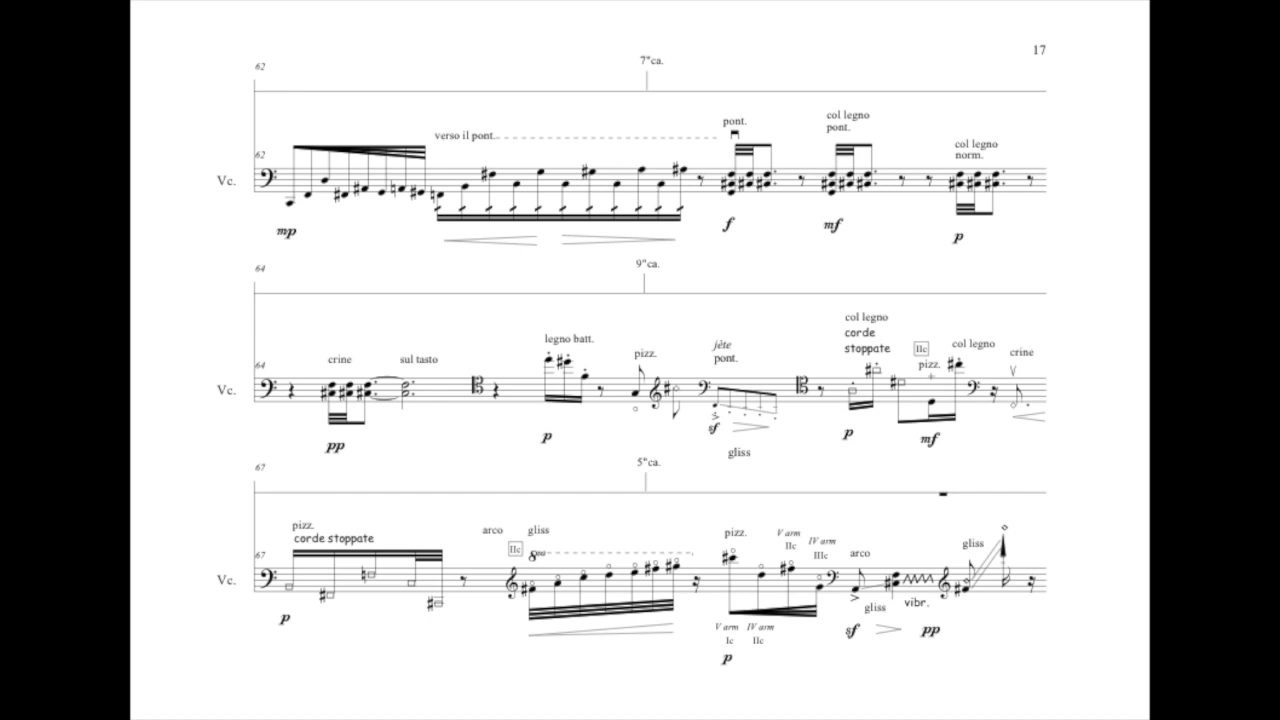 17
62
7"ca.
62
verso il pont.
pont.
col legno
pont.
col legno
norm.
Vc.
mp
f
mf
p
64
9"ca.
64
crine
sul tasto
legno batt.
pizz.
jète
pont.
col legno
corde
stoppate
IIc
pizz.
col legno
crine
Vc.
pp
p
sf
gliss
p
mf
67
5"ca.
67
pizz.
corde stoppate
arco
IIc
gliss
8va
pizz.
V arm
IIc
IV arm
IIIc
arco
gliss
Vc.
p
V arm
Ic
IV arm
IIc
p
gliss
vibr.
sf
pp